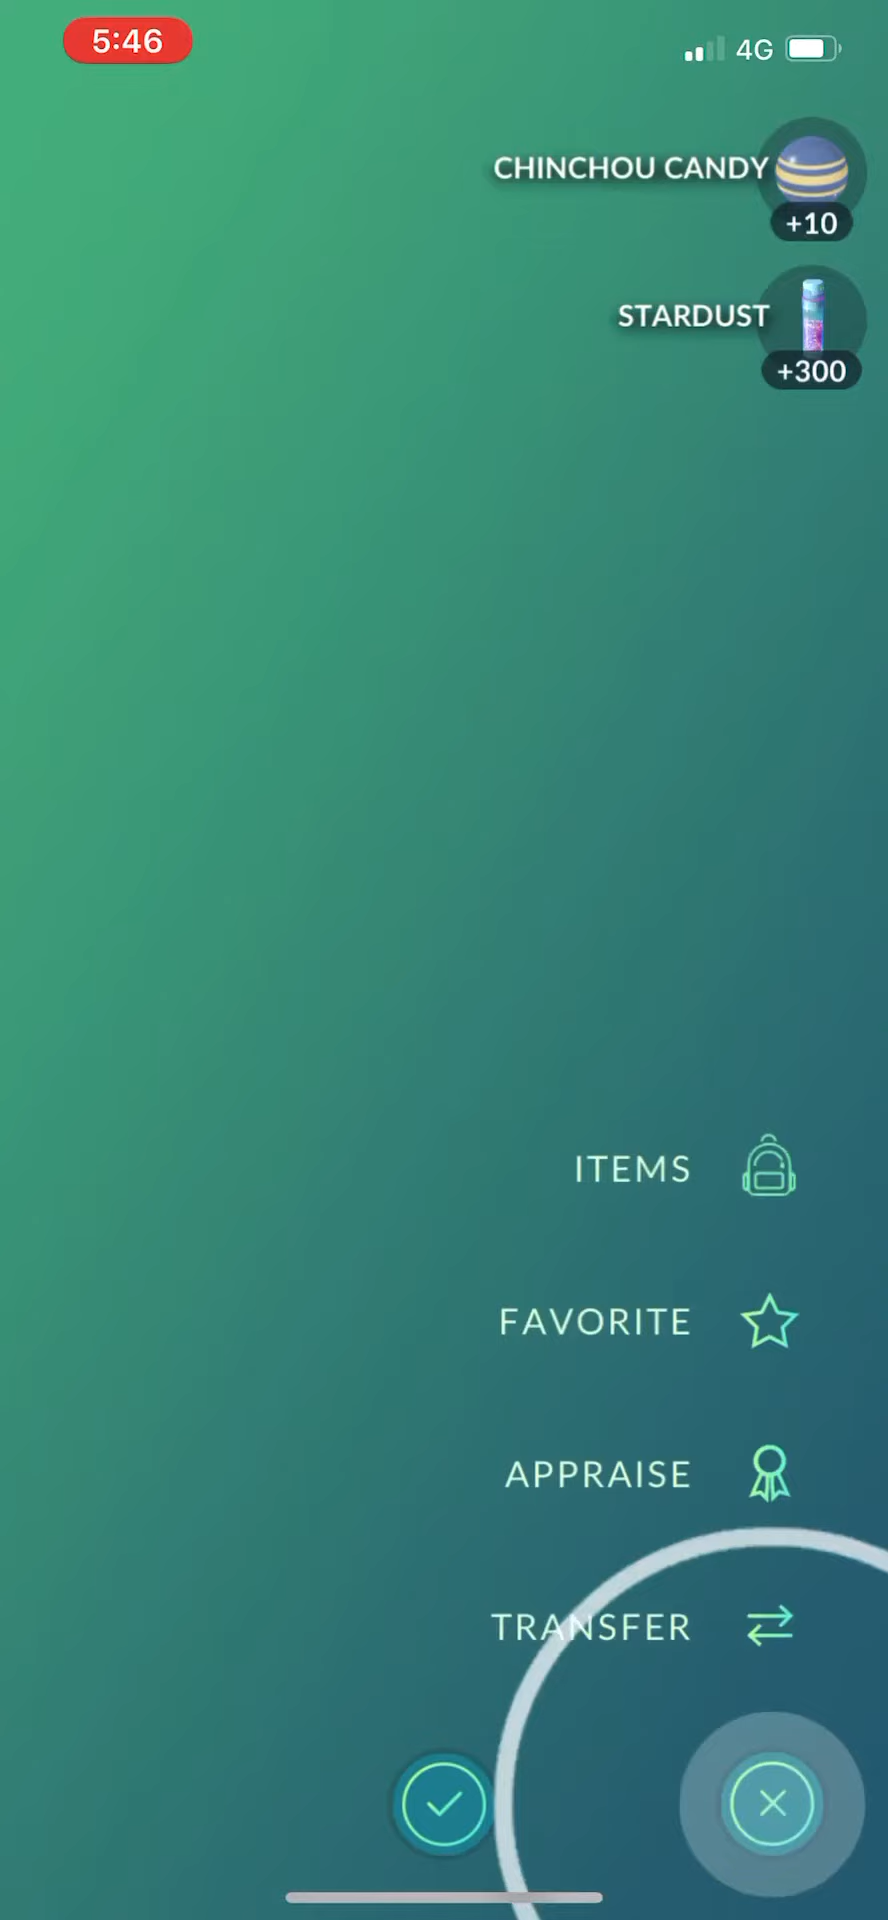 5:46
4G
CHINCHOU CANDY
+10
STARDUST
+300
ITEMS
FAVORITE
APPRAISE
TRANSFER